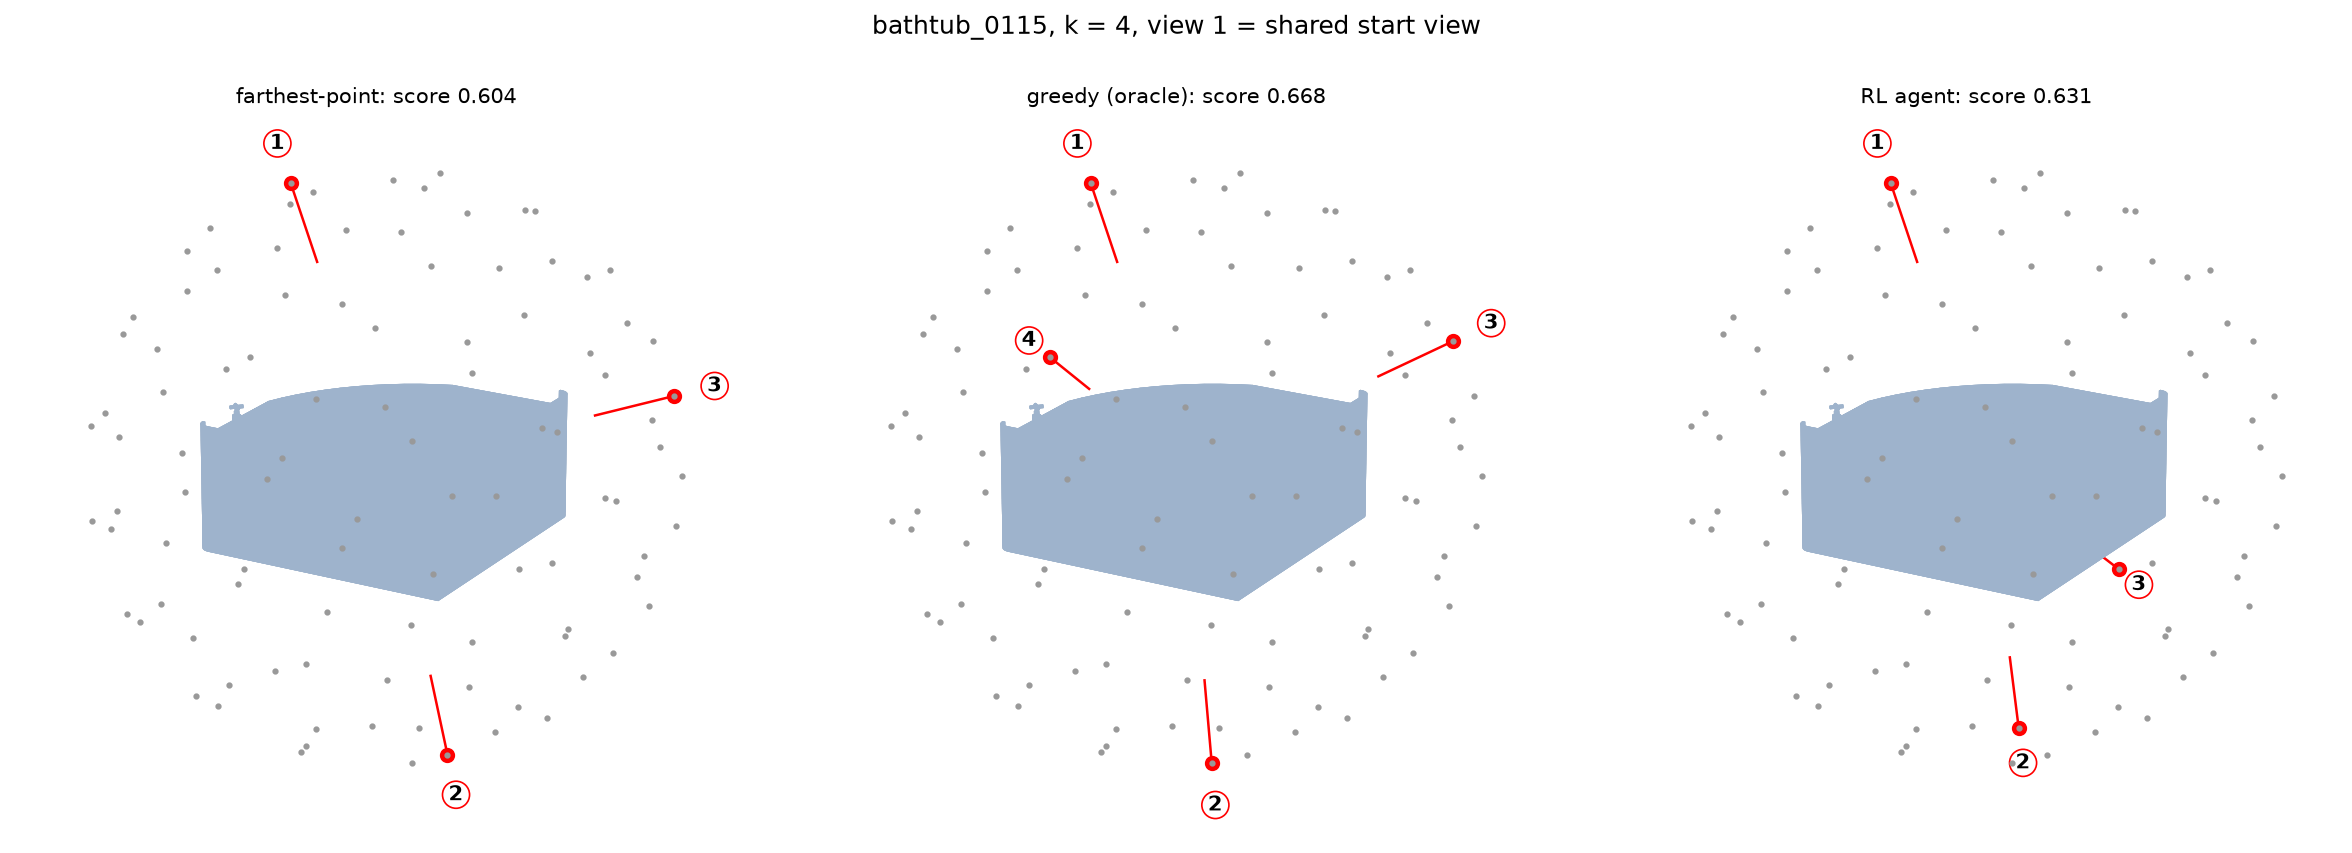 bathtub_0115, k = 4, view 1 = shared start view
farthest-point: score 0.604
1
3
2
greedy (oracle): score 0.668
1
3
4
2
RL agent: score 0.631
1
3
2